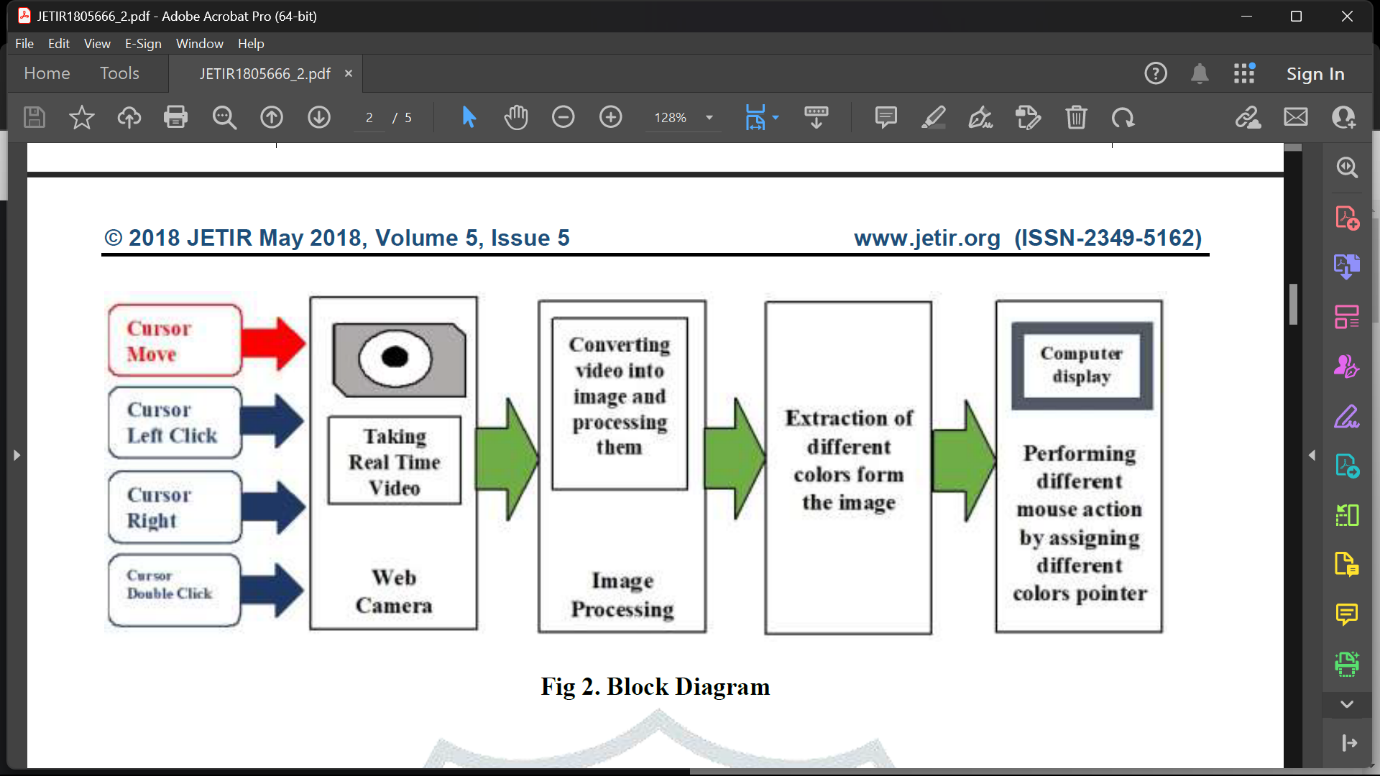 JETIR1805666_2.pdf - Adobe Acrobat Pro (64-bit)
File Edit View E-Sign Window Help
Home Tools JETIR1805666_2.pdf × Sign In
2 / 5 128%
© 2018 JETIR May 2018, Volume 5, Issue 5 www.jetir.org (ISSN-2349-5162)
Cursor
Move
Cursor
Left Click
Cursor
Right
Cursor
Double Click
Taking
Real Time
Video
Web
Camera
Converting
video into
image and
processing
them
Image
Processing
Extraction of
different
colors form
the image
Computer
display
Performing
different
mouse action
by assigning
different
colors pointer
Fig 2. Block Diagram